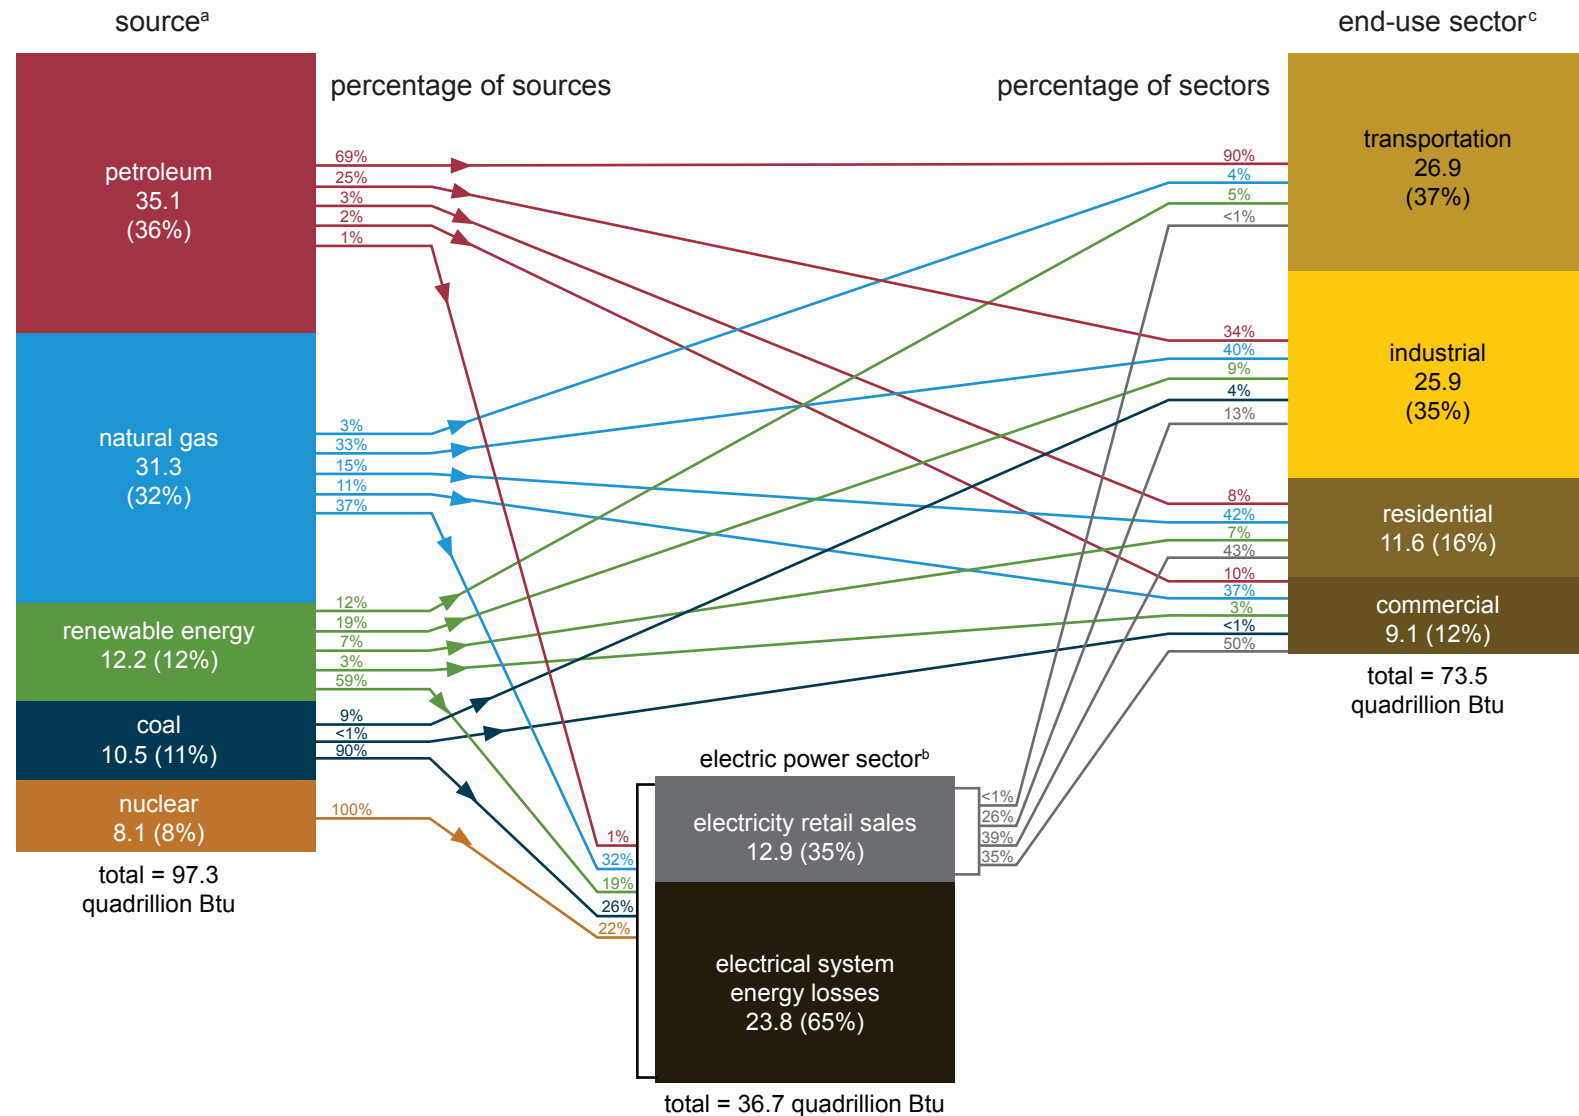 sourceᵃ
end-use sectorᶜ
percentage of sources
percentage of sectors
petroleum
35.1
(36%)
69%
25%
3%
2%
1%
natural gas
31.3
(32%)
3%
33%
15%
11%
37%
renewable energy
12.2 (12%)
12%
19%
7%
3%
59%
coal
10.5 (11%)
9%
<1%
90%
nuclear
8.1 (8%)
100%
total = 97.3
quadrillion Btu
electric power sectorᵇ
1%
32%
19%
26%
22%
electricity retail sales
12.9 (35%)
electrical system
energy losses
23.8 (65%)
total = 36.7 quadrillion Btu
<1%
26%
39%
35%
90%
4%
5%
<1%
transportation
26.9
(37%)
34%
40%
9%
4%
13%
industrial
25.9
(35%)
8%
42%
7%
43%
residential
11.6 (16%)
10%
37%
3%
<1%
50%
commercial
9.1 (12%)
total = 73.5
quadrillion Btu